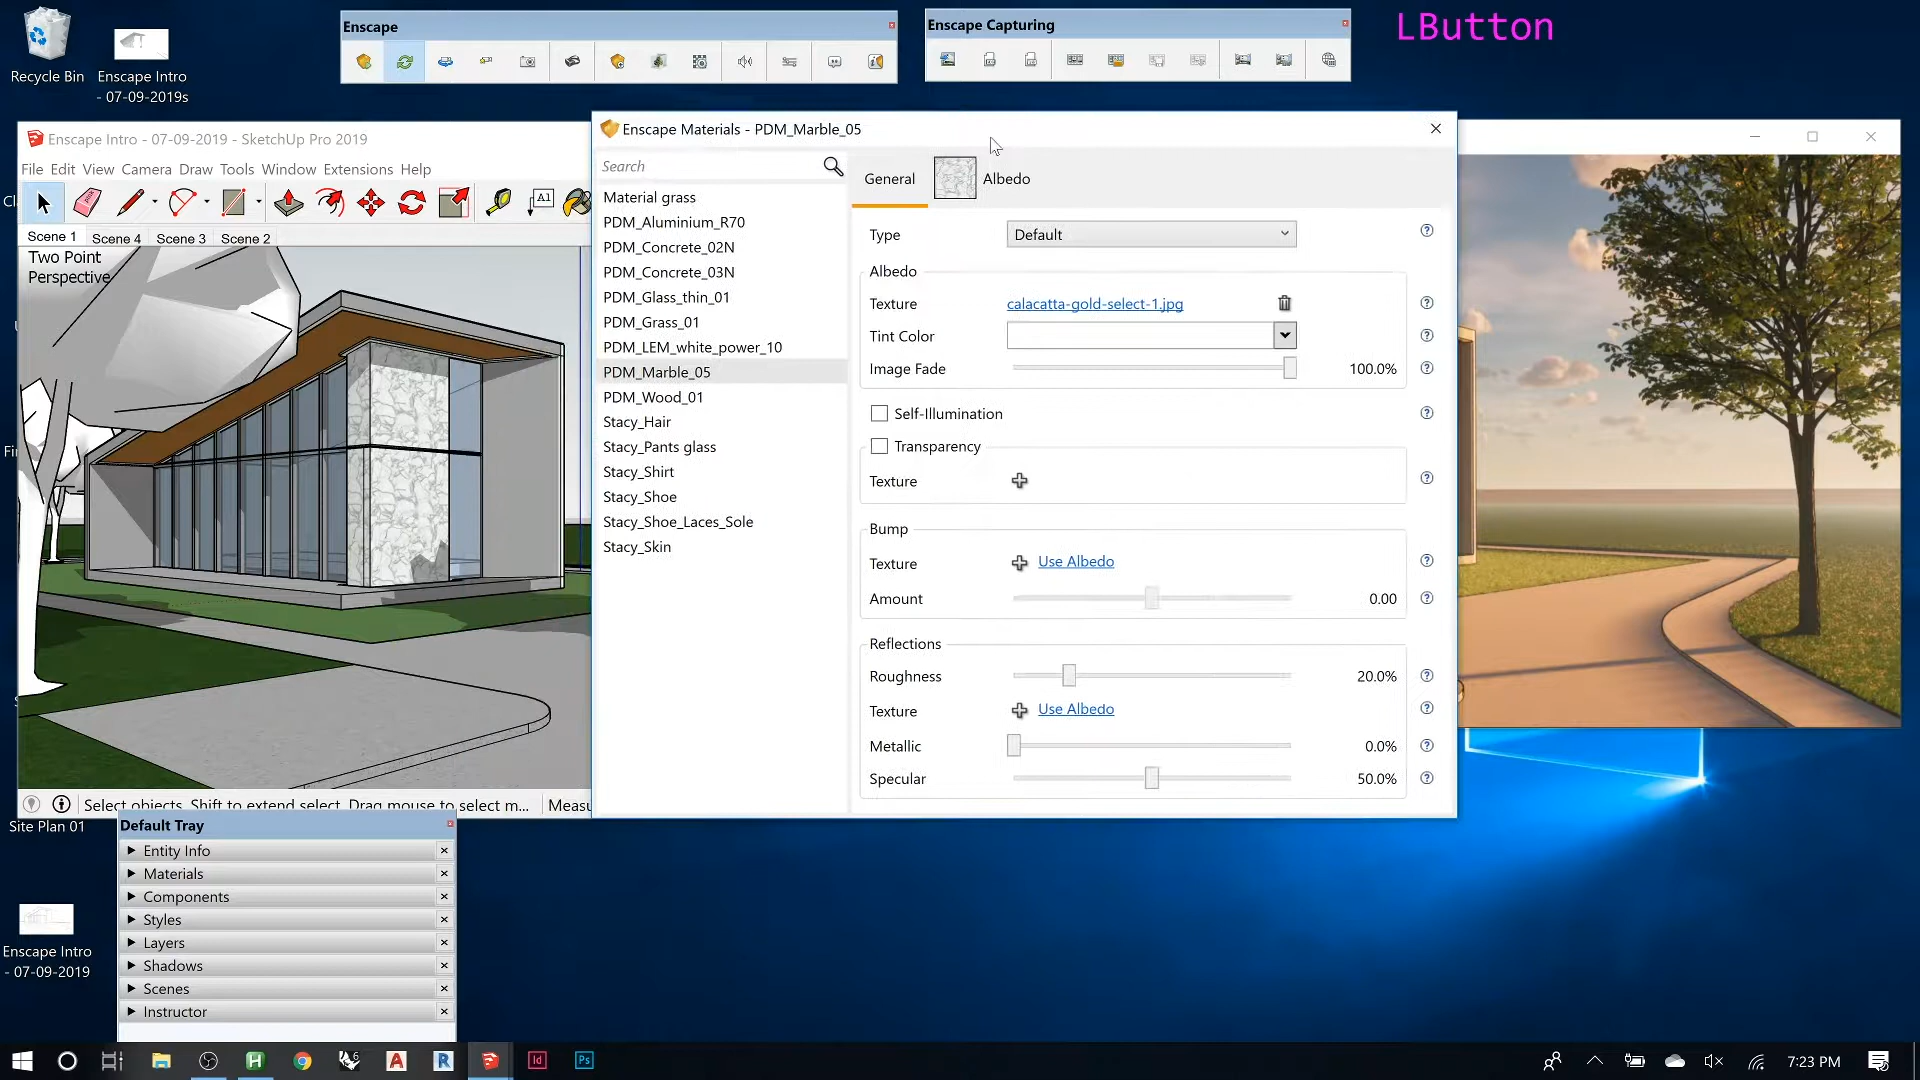 LButton
Enscape
Enscape Capturing
Recycle Bin
Enscape Intro
- 07-09-2019s
Enscape Intro - 07-09-2019 - SketchUp Pro 2019
File Edit View Camera Draw Tools Window Extensions Help
A1
Scene 1 Scene 4 Scene 3 Scene 2
Two Point
Perspective
Select objects. Shift to extend select. Drag mouse to select m... Measu
Enscape Materials - PDM_Marble_05
Search
Material grass
PDM_Aluminium_R70
PDM_Concrete_02N
PDM_Concrete_03N
PDM_Glass_thin_01
PDM_Grass_01
PDM_LEM_white_power_10
PDM_Marble_05
PDM_Wood_01
Stacy_Hair
Stacy_Pants glass
Stacy_Shirt
Stacy_Shoe
Stacy_Shoe_Laces_Sole
Stacy_Skin
General Albedo
Type Default
Albedo
Texture calacatta-gold-select-1.jpg
Tint Color
Image Fade 100.0%
Self-Illumination
Transparency
Texture
Bump
Texture Use Albedo
Amount 0.00
Reflections
Roughness 20.0%
Texture Use Albedo
Metallic 0.0%
Specular 50.0%
Site Plan 01
Default Tray
Entity Info
Materials
Components
Styles
Layers
Shadows
Scenes
Instructor
Enscape Intro
- 07-09-2019
7:23 PM